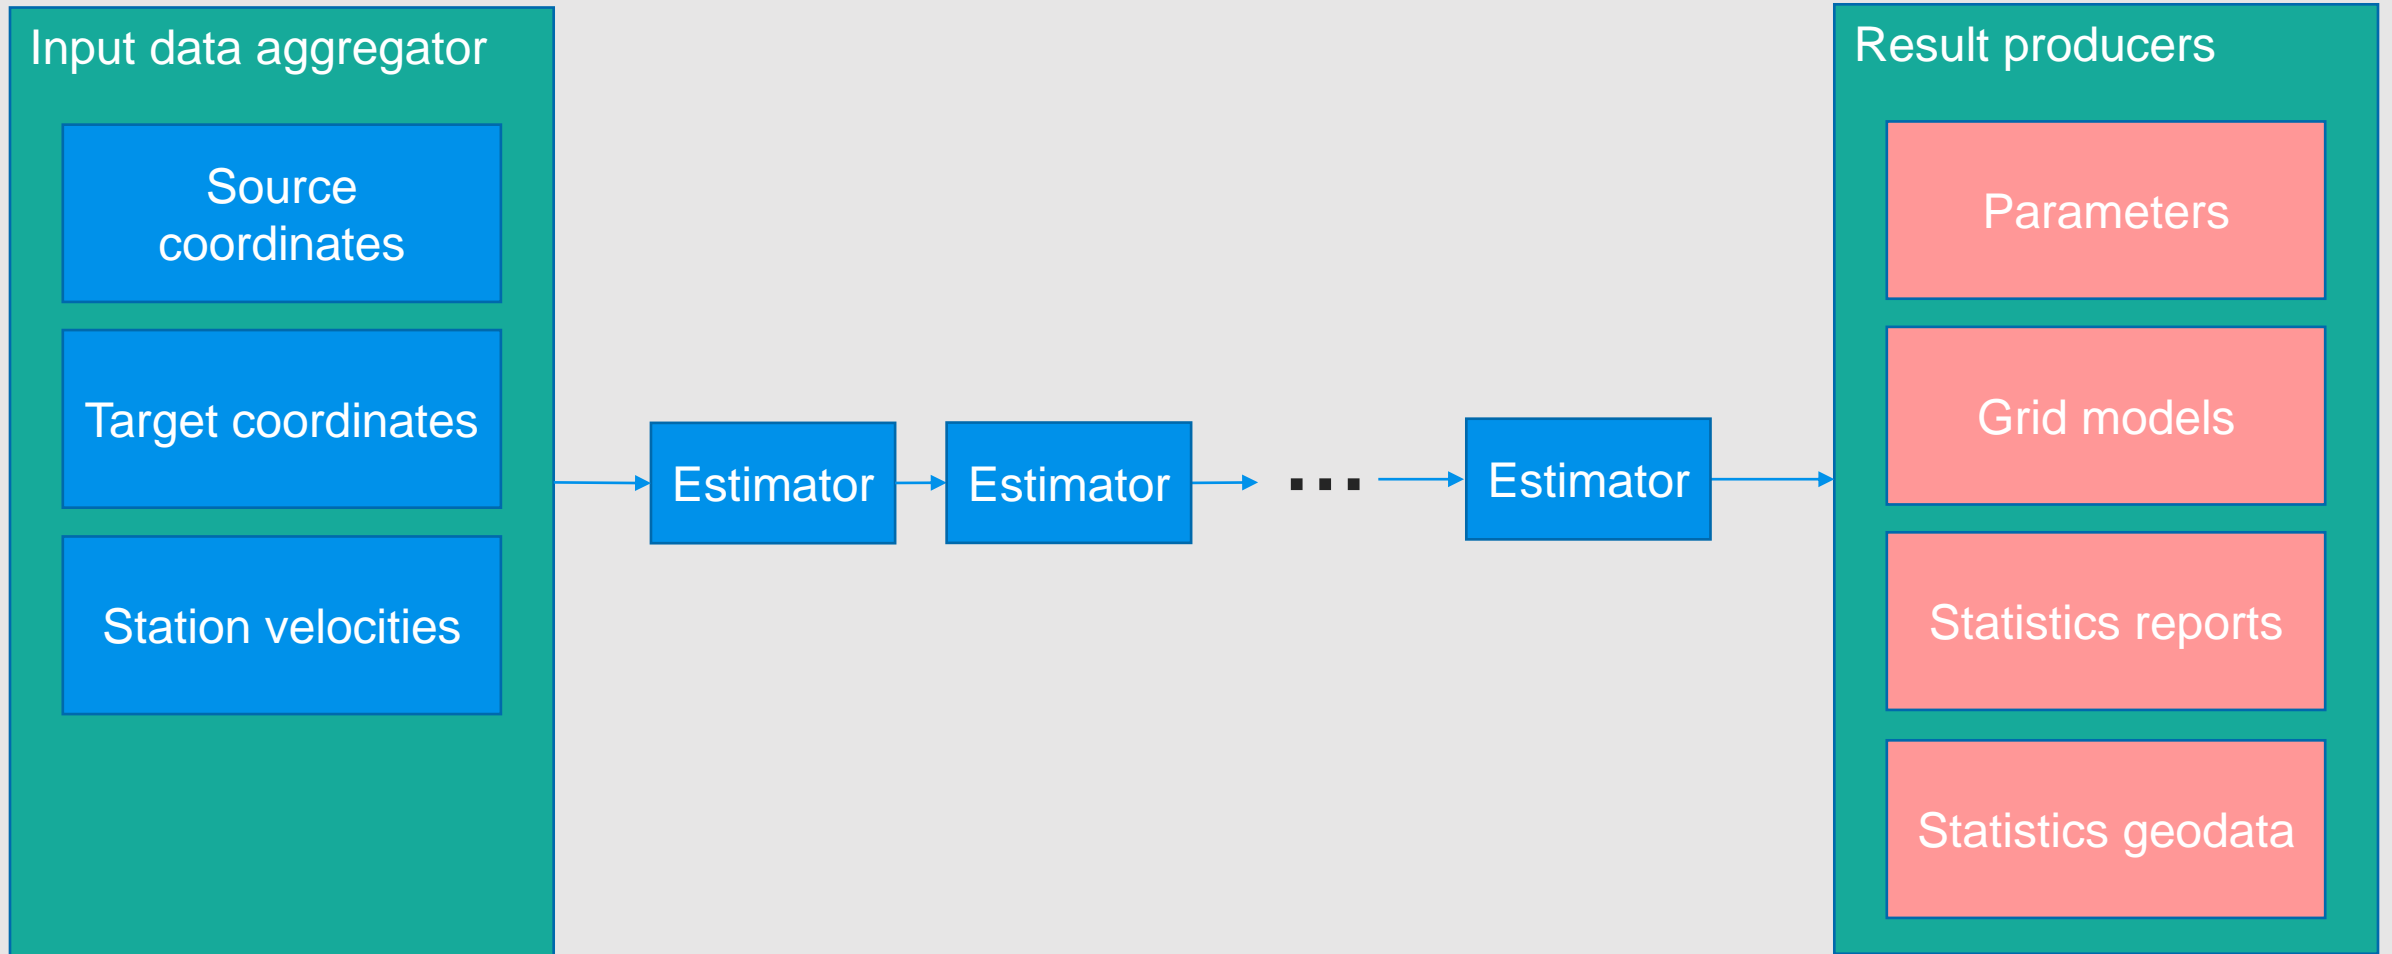 Input data aggregator
Source
coordinates
Target coordinates
Station velocities
Estimator
Estimator
...
Estimator
Result producers
Parameters
Grid models
Statistics reports
Statistics geodata